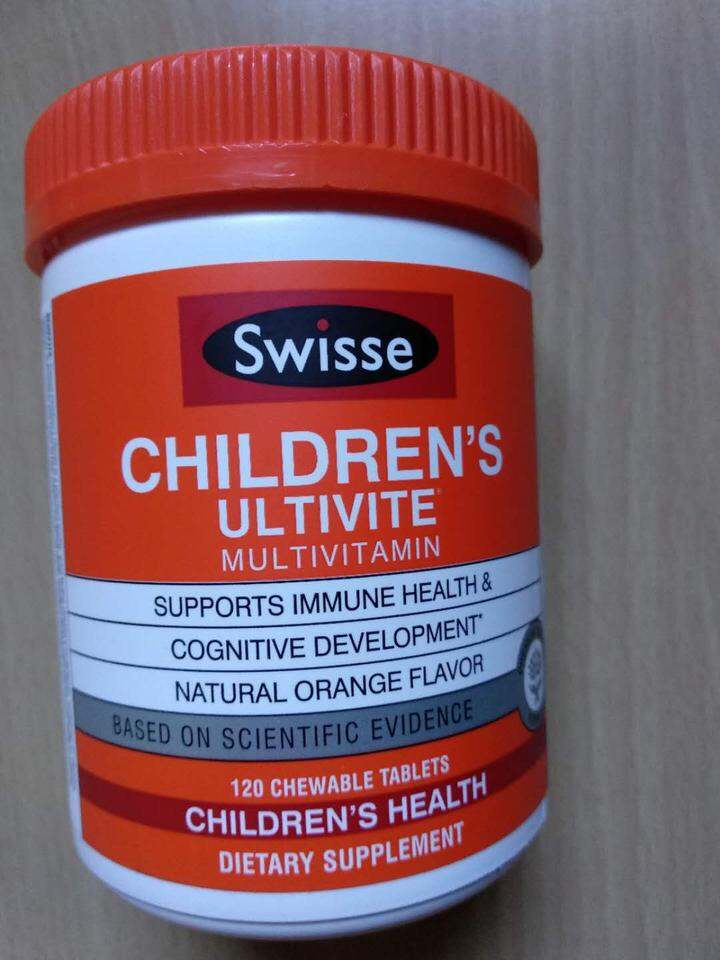 Swisse
CHILDREN'S
ULTIVITE®
MULTIVITAMIN
SUPPORTS IMMUNE HEALTH &
COGNITIVE DEVELOPMENT*
NATURAL ORANGE FLAVOR
BASED ON SCIENTIFIC EVIDENCE
120 CHEWABLE TABLETS
CHILDREN'S HEALTH
DIETARY SUPPLEMENT